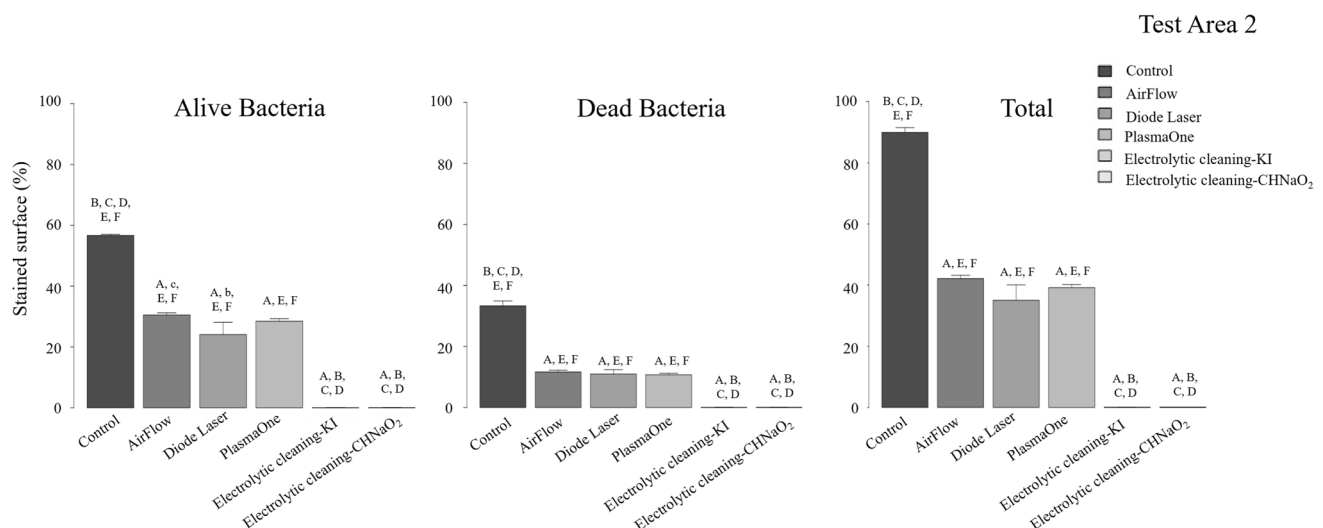 Test Area 2
Control
AirFlow
Diode Laser
PlasmaOne
Electrolytic cleaning-KI
Electrolytic cleaning-CHNaO₂
Stained surface (%)
Alive Bacteria
100
80
60
40
20
0
B, C, D,
E, F
A, c,
E, F
A, b,
E, F
A, E, F
A, B,
C, D
A, B,
C, D
Control
AirFlow
Diode Laser
PlasmaOne
Electrolytic cleaning-KI
Electrolytic cleaning-CHNaO₂
Dead Bacteria
100
80
60
40
20
0
B, C, D,
E, F
A, E, F
A, E, F
A, E, F
A, B,
C, D
A, B,
C, D
Control
AirFlow
Diode Laser
PlasmaOne
Electrolytic cleaning-KI
Electrolytic cleaning-CHNaO₂
Total
100
80
60
40
20
0
B, C, D,
E, F
A, E, F
A, E, F
A, E, F
A, B,
C, D
A, B,
C, D
Control
AirFlow
Diode Laser
PlasmaOne
Electrolytic cleaning-KI
Electrolytic cleaning-CHNaO₂